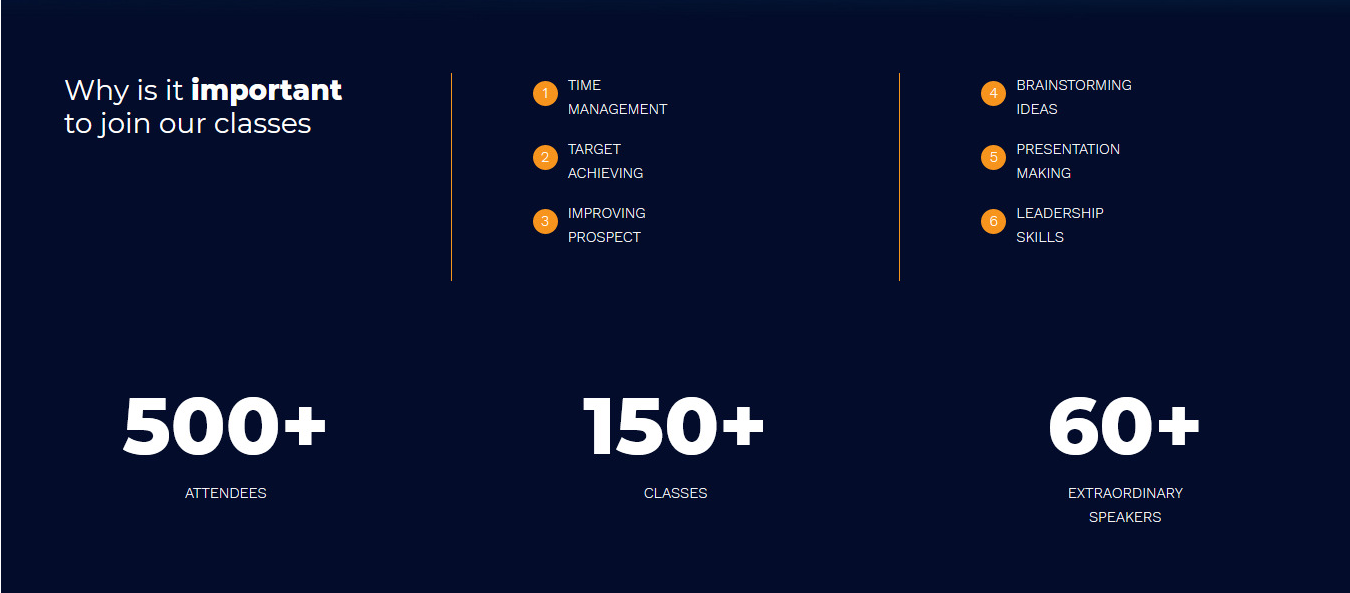 Why is it important
to join our classes
1 TIME
MANAGEMENT
2 TARGET
ACHIEVING
3 IMPROVING
PROSPECT
4 BRAINSTORMING
IDEAS
5 PRESENTATION
MAKING
6 LEADERSHIP
SKILLS
500+
ATTENDEES
150+
CLASSES
60+
EXTRAORDINARY
SPEAKERS